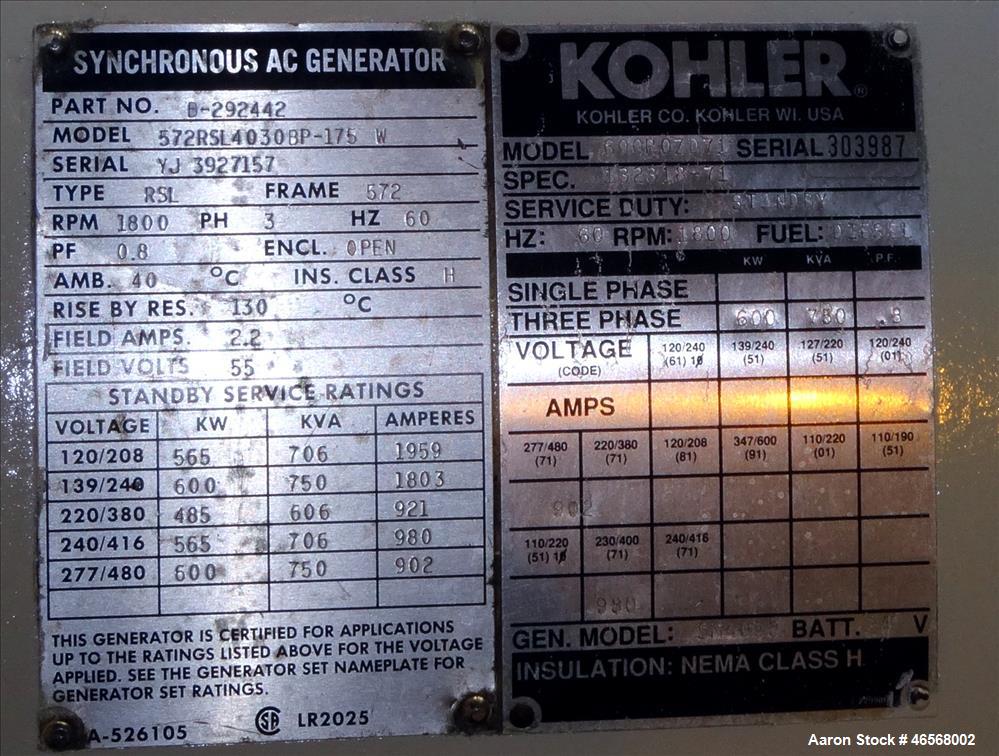 SYNCHRONOUS AC GENERATOR
PART NO. B-292442
MODEL 572RSL4030BP-175 W
SERIAL YJ 3927157
TYPE RSL FRAME 572
RPM 1800 PH 3 HZ 60
PF 0.8 ENCL. OPEN
AMB. 40 °C INS. CLASS H
RISE BY RES. 130 °C
FIELD AMPS. 2.2
FIELD VOLTS 55
STANDBY SERVICE RATINGS
VOLTAGE KW KVA AMPERES
120/208 565 706 1959
139/240 600 750 1803
220/380 485 606 921
240/416 565 706 980
277/480 600 750 902
THIS GENERATOR IS CERTIFIED FOR APPLICATIONS
UP TO THE RATINGS LISTED ABOVE FOR THE VOLTAGE
APPLIED. SEE THE GENERATOR SET NAMEPLATE FOR
GENERATOR SET RATINGS.
A-526105 LR2025
KOHLER®
KOHLER CO. KOHLER WI. USA
MODEL SERIAL 303987
SPEC.
SERVICE DUTY: STANDBY
HZ: 60 RPM: 1800 FUEL:
KW KVA P.F.
SINGLE PHASE
THREE PHASE 600 .8
VOLTAGE 120/240 139/240 127/220 120/240
(CODE) (61) 1Ø (51) (51) (01)
AMPS
277/480 220/380 120/208 347/600 110/220 110/190
(71) (71) (81) (91) (01) (51)
902
110/220 230/400 240/416
(51) 1Ø (71) (71)
GEN. MODEL: BATT. V
INSULATION: NEMA CLASS H
Aaron Stock # 46568002